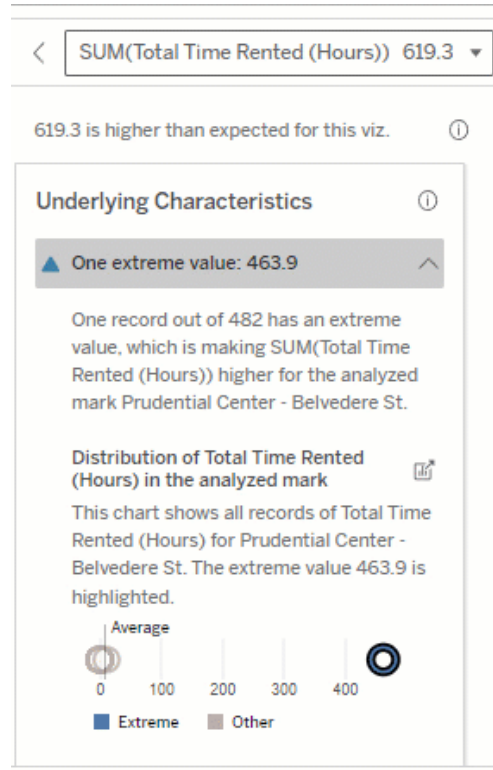 SUM(Total Time Rented (Hours)) 619.3
619.3 is higher than expected for this viz.
Underlying Characteristics
One extreme value: 463.9
One record out of 482 has an extreme
value, which is making SUM(Total Time
Rented (Hours)) higher for the analyzed
mark Prudential Center - Belvedere St.
Distribution of Total Time Rented
(Hours) in the analyzed mark
This chart shows all records of Total Time
Rented (Hours) for Prudential Center -
Belvedere St. The extreme value 463.9 is
highlighted.
Average
0 100 200 300 400
Extreme Other